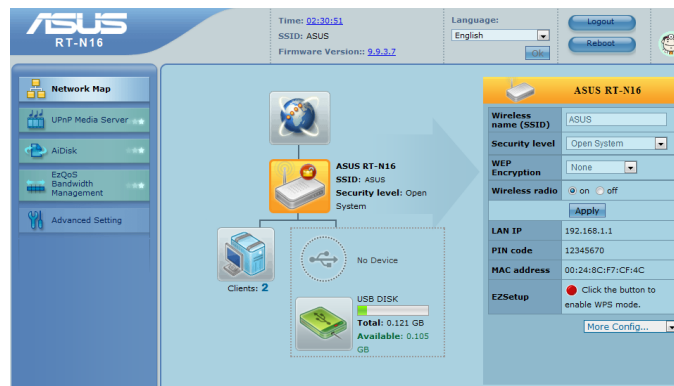 ASUS
RT-N16
Time: 02:30:51
SSID: ASUS
Firmware Version:: 9.9.3.7
Language:
English
Ok
Logout
Reboot
Network Map
UPnP Media Server
AiDisk
EzQoS
Bandwidth
Management
Advanced Setting
ASUS RT-N16
SSID: ASUS
Security level: Open
System
Clients: 2
No Device
USB DISK
Total: 0.121 GB
Available: 0.105
GB
ASUS RT-N16
Wireless
name (SSID)
ASUS
Security level
Open System
WEP
Encryption
None
Wireless radio
on off
Apply
LAN IP
192.168.1.1
PIN code
12345670
MAC address
00:24:8C:F7:CF:4C
EZSetup
Click the button to
enable WPS mode.
More Config...